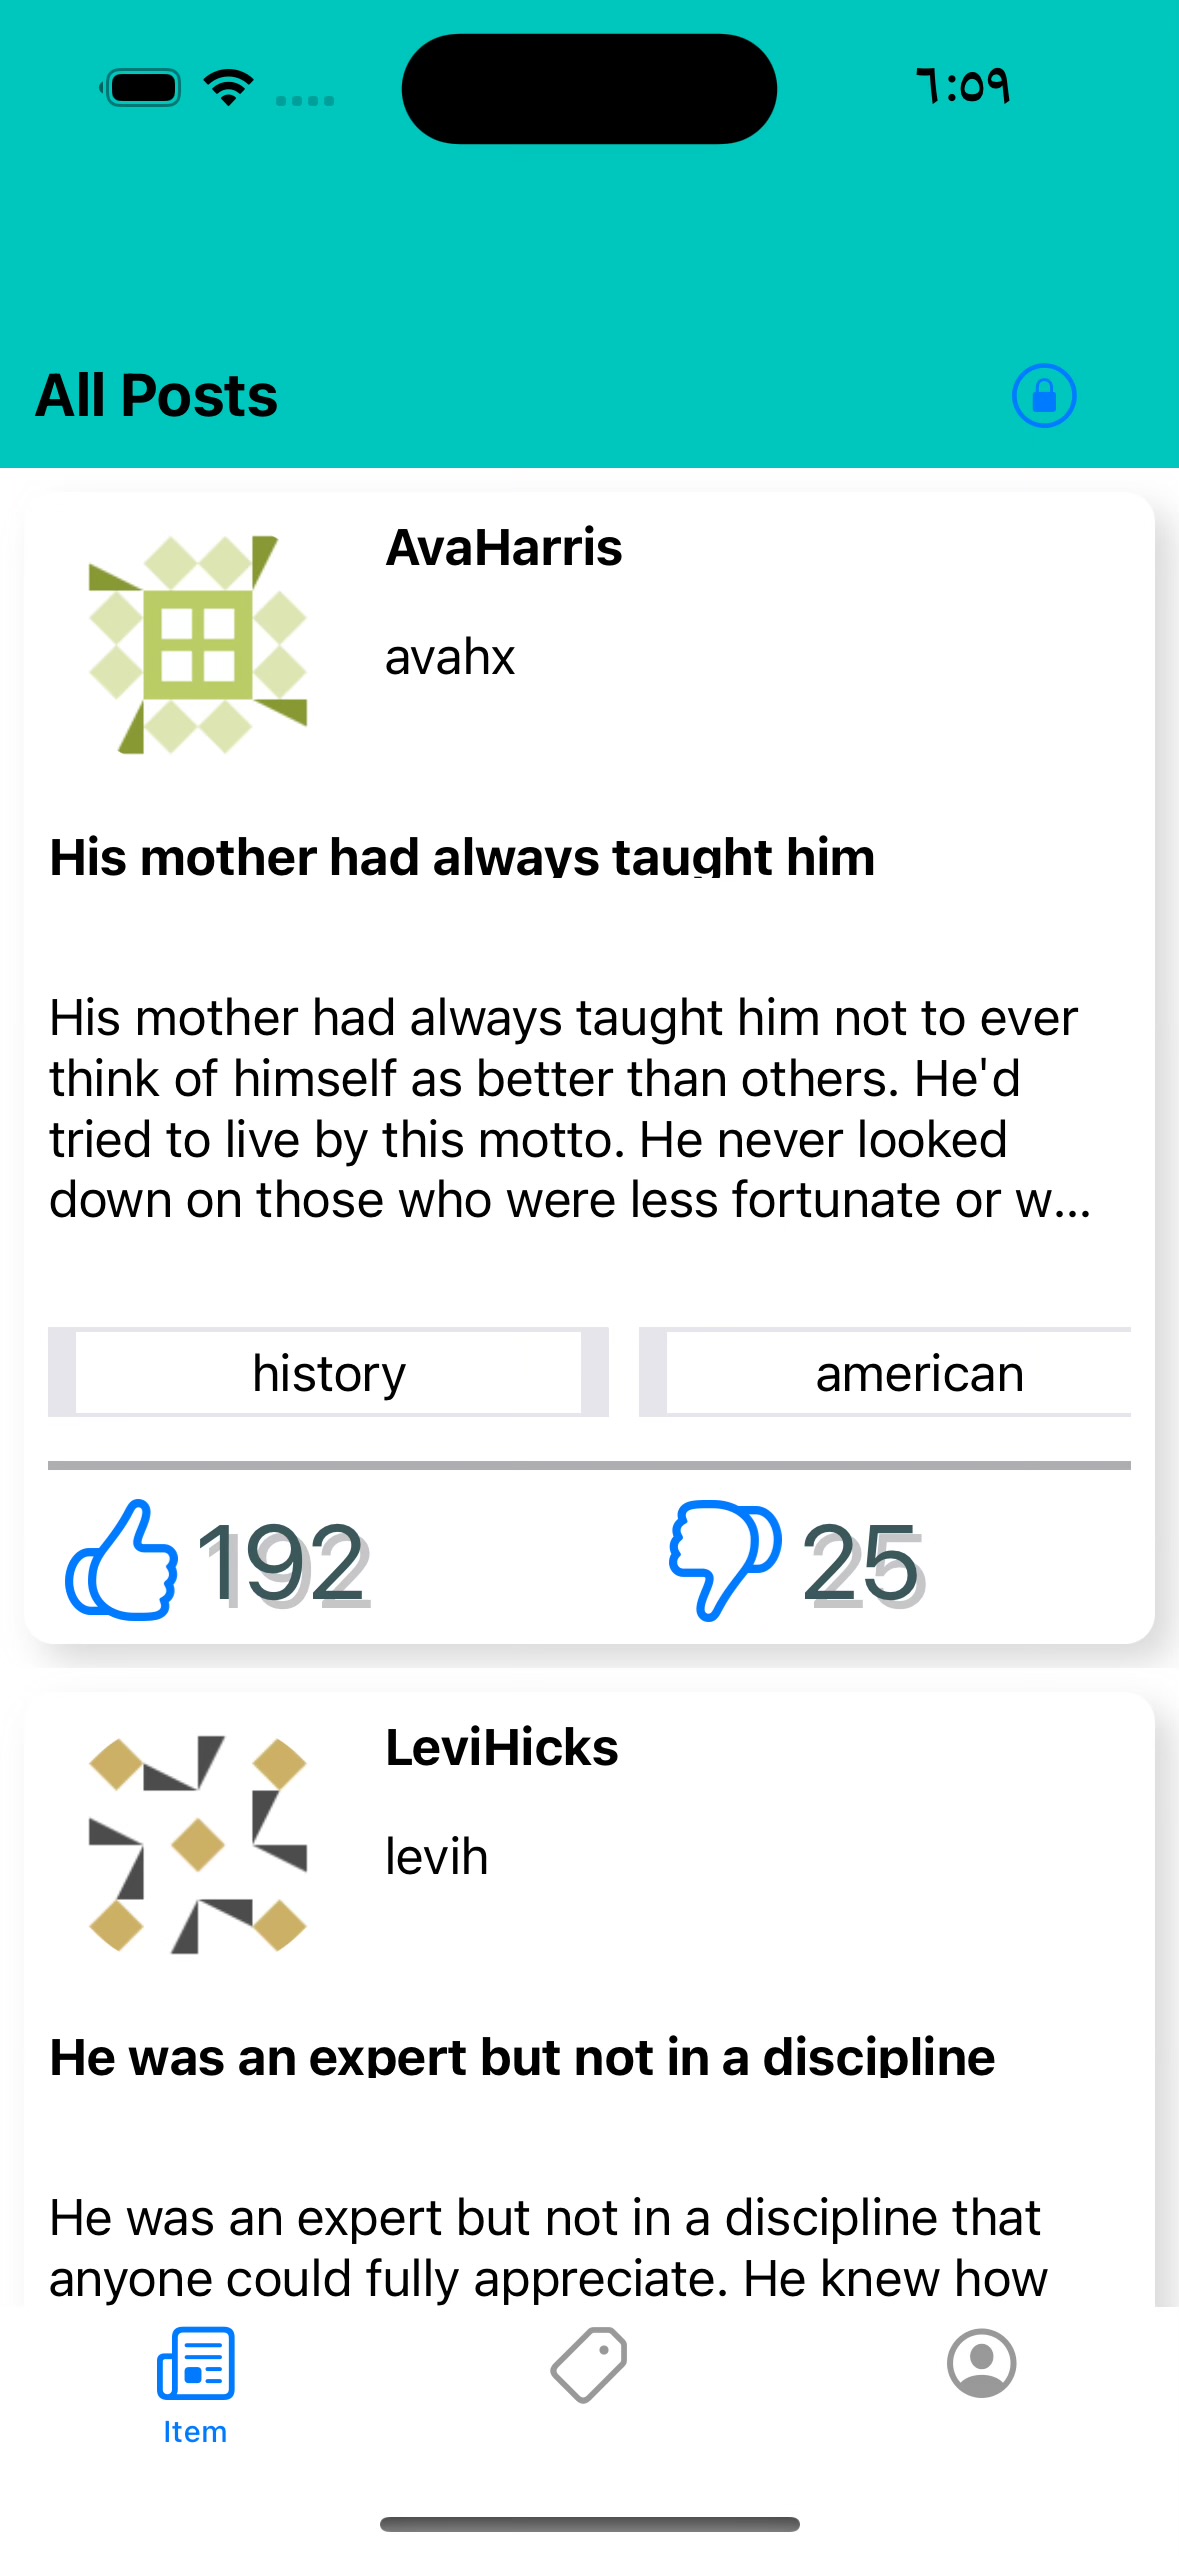 ٦:٥٩
All Posts
AvaHarris
avahx
His mother had always taught him
His mother had always taught him not to ever
think of himself as better than others. He'd
tried to live by this motto. He never looked
down on those who were less fortunate or w...
history
american
192
25
LeviHicks
levih
He was an expert but not in a discipline
He was an expert but not in a discipline that
anyone could fully appreciate. He knew how
Item